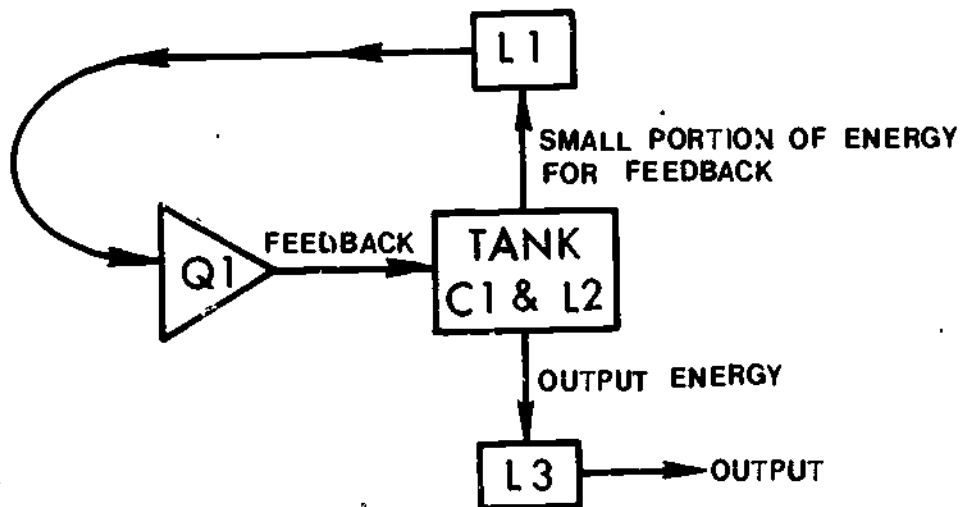 L1
SMALL PORTION OF ENERGY
FOR FEEDBACK
FEEDBACK
Q1
TANK
C1 & L2
OUTPUT ENERGY
L3
OUTPUT